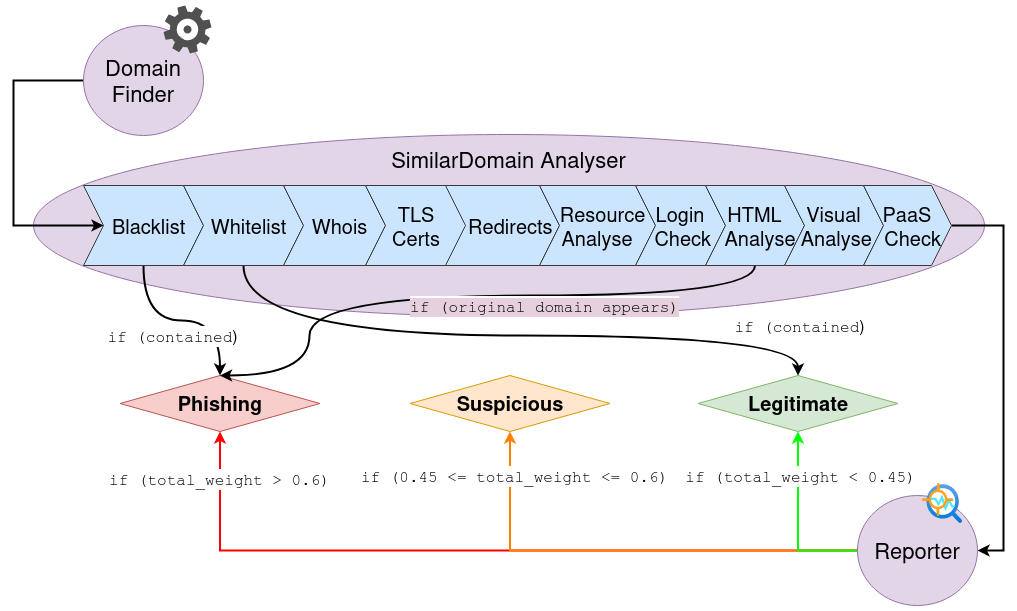 Domain
Finder
SimilarDomain Analyser
Blacklist
Whitelist
Whois
TLS
Certs
Redirects
Resource
Analyse
Login
Check
HTML
Analyse
Visual
Analyse
PaaS
Check
if (original domain appears)
if (contained)
if (contained)
Phishing
Suspicious
Legitimate
if (total_weight > 0.6)
if (0.45 <= total_weight <= 0.6)
if (total_weight < 0.45)
Reporter